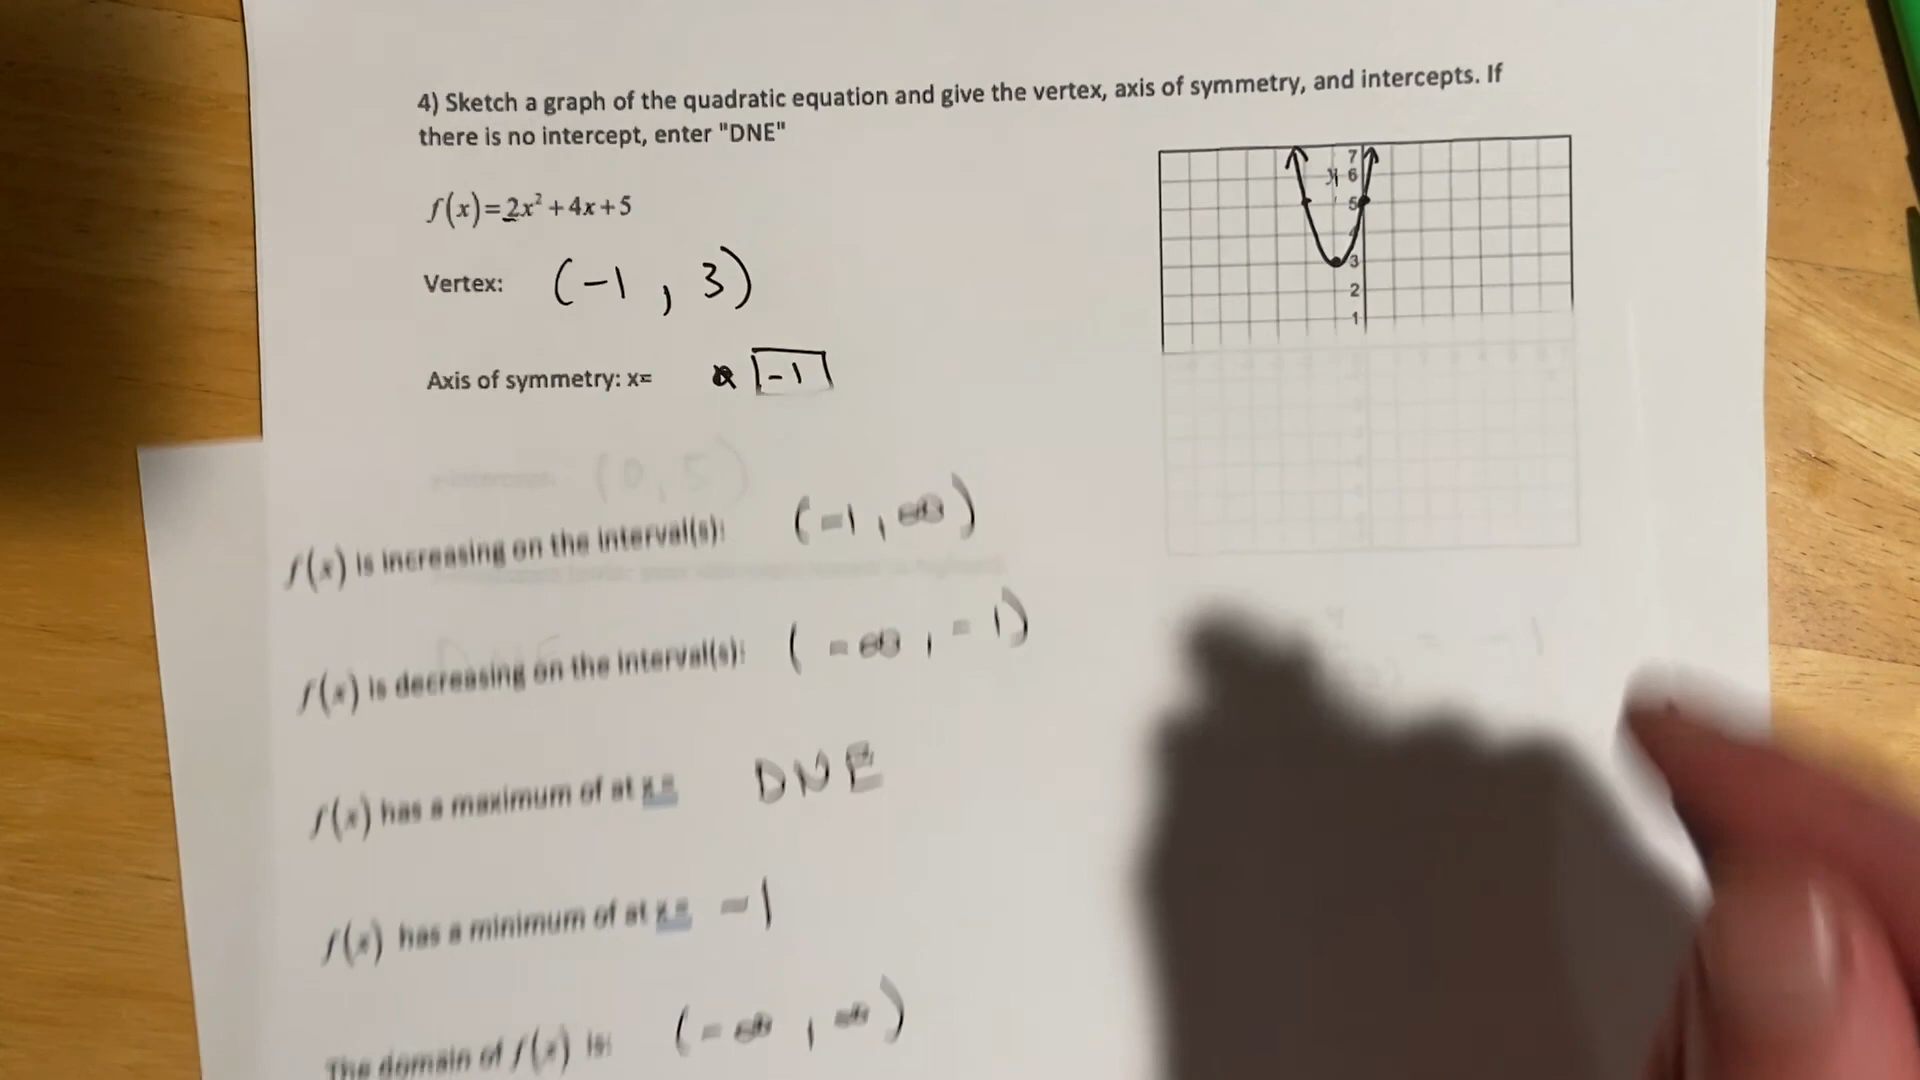 4) Sketch a graph of the quadratic equation and give the vertex, axis of symmetry, and intercepts. If
there is no intercept, enter "DNE"
f(x)=2x²+4x+5
Vertex: (-1 , 3)
Axis of symmetry: x= -1
7
6
5
3
2
1
(0,5)
f(x) is increasing on the interval(s): (-1 , ∞)
f(x) is decreasing on the interval(s): (-∞ , -1)
f(x) has a maximum of at x = DNE
f(x) has a minimum of at x = -1
The domain of f(x) is: (-∞ , ∞)